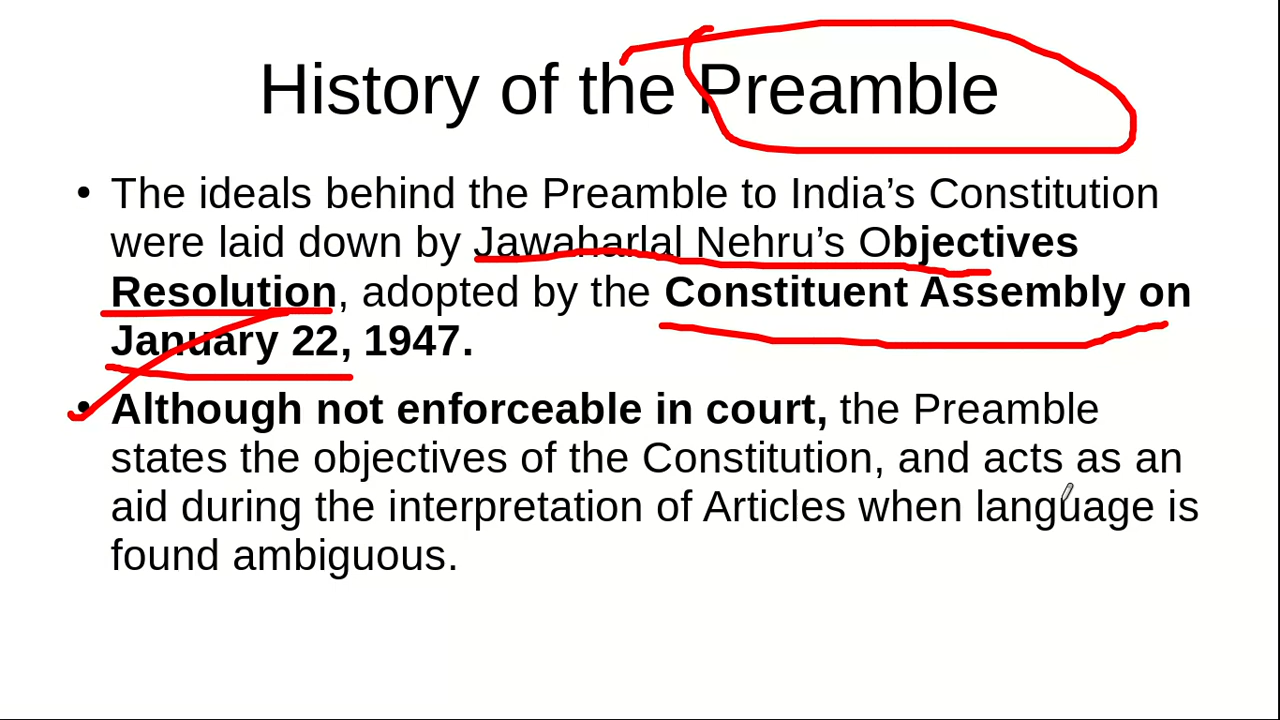 History of the Preamble
• The ideals behind the Preamble to India’s Constitution
were laid down by Jawaharlal Nehru’s Objectives
Resolution, adopted by the Constituent Assembly on
January 22, 1947.
• Although not enforceable in court, the Preamble
states the objectives of the Constitution, and acts as an
aid during the interpretation of Articles when language is
found ambiguous.